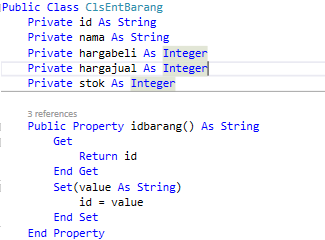 Public Class ClsEntBarang
Private id As String
Private nama As String
Private hargabeli As Integer
Private hargajual As Integer
Private stok As Integer
3 references
Public Property idbarang() As String
Get
Return id
End Get
Set(value As String)
id = value
End Set
End Property